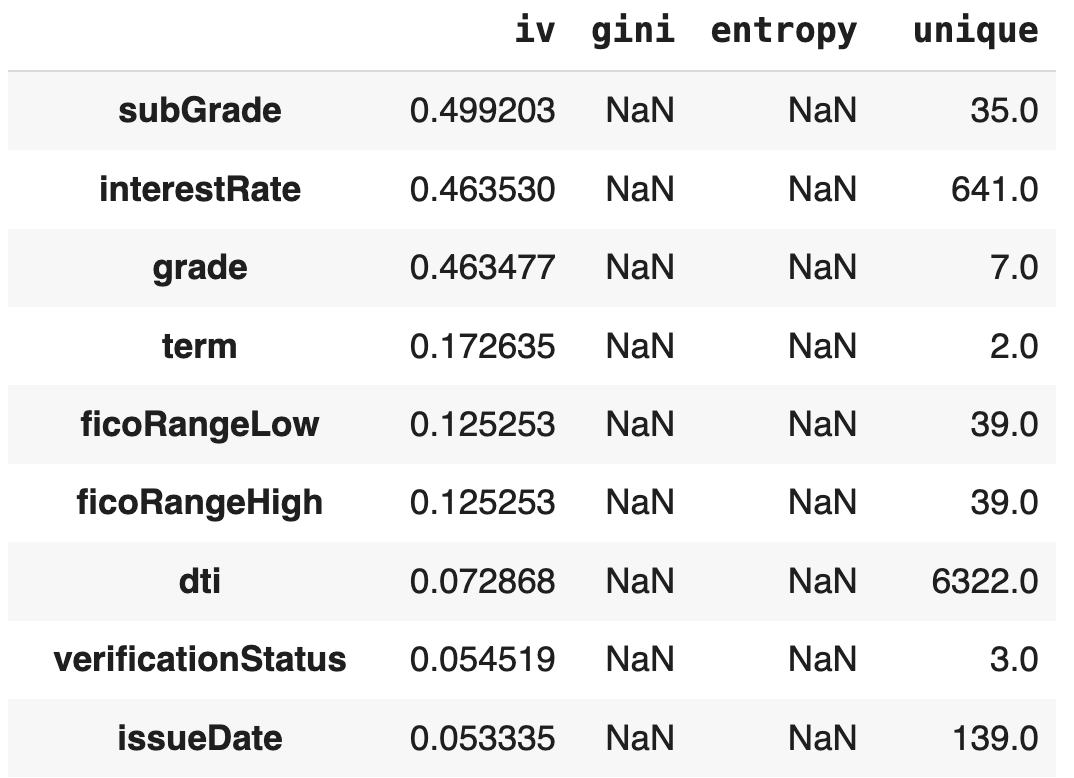 iv gini entropy unique
subGrade 0.499203 NaN NaN 35.0
interestRate 0.463530 NaN NaN 641.0
grade 0.463477 NaN NaN 7.0
term 0.172635 NaN NaN 2.0
ficoRangeLow 0.125253 NaN NaN 39.0
ficoRangeHigh 0.125253 NaN NaN 39.0
dti 0.072868 NaN NaN 6322.0
verificationStatus 0.054519 NaN NaN 3.0
issueDate 0.053335 NaN NaN 139.0